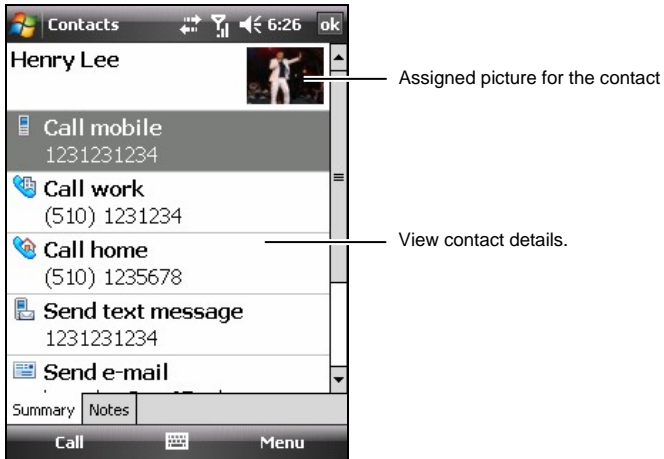 Contacts 6:26 ok
Henry Lee
Assigned picture for the contact
Call mobile
1231231234
Call work
(510) 1231234
Call home
(510) 1235678
View contact details.
Send text message
1231231234
Send e-mail
Summary Notes
Call Menu